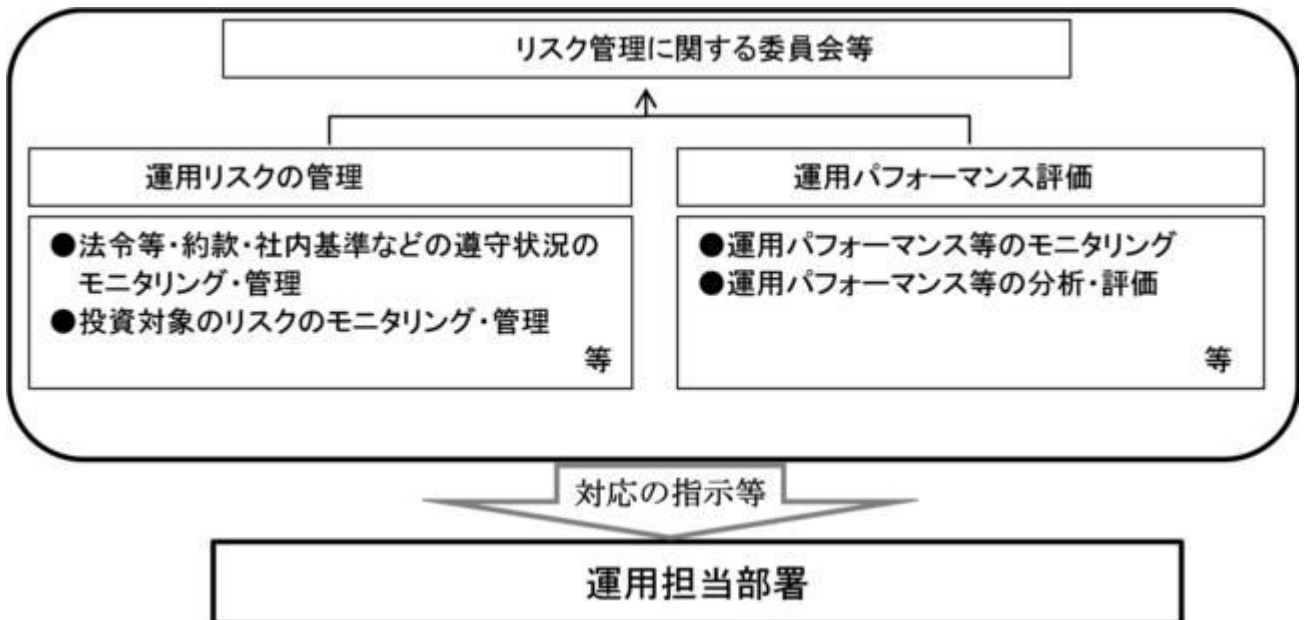 リスク管理に関する委員会等
運用リスクの管理
●法令等・約款・社内基準などの遵守状況の
モニタリング・管理
●投資対象のリスクのモニタリング・管理
等
運用パフォーマンス評価
●運用パフォーマンス等のモニタリング
●運用パフォーマンス等の分析・評価
等
対応の指示等
運用担当部署